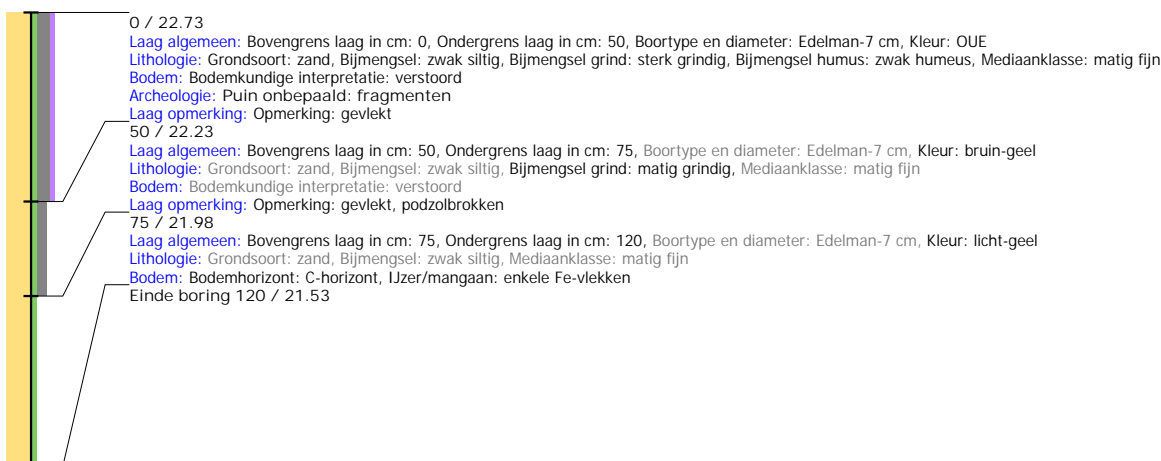 0 / 22.73
Laag algemeen: Bovengrens laag in cm: 0, Ondergrens laag in cm: 50, Boortype en diameter: Edelman-7 cm, Kleur: OUE
Lithologie: Grondsoort: zand, Bijmengsel: zwak siltig, Bijmengsel grind: sterk grindig, Bijmengsel humus: zwak humeus, Mediaanklasse: matig fijn
Bodem: Bodemkundige interpretatie: verstoord
Archeologie: Puin onbepaald: fragmenten
Laag opmerking: Opmerking: gevlekt
50 / 22.23
Laag algemeen: Bovengrens laag in cm: 50, Ondergrens laag in cm: 75, Boortype en diameter: Edelman-7 cm, Kleur: bruin-geel
Lithologie: Grondsoort: zand, Bijmengsel: zwak siltig, Bijmengsel grind: matig grindig, Mediaanklasse: matig fijn
Bodem: Bodemkundige interpretatie: verstoord
Laag opmerking: Opmerking: gevlekt, podzolbrokken
75 / 21.98
Laag algemeen: Bovengrens laag in cm: 75, Ondergrens laag in cm: 120, Boortype en diameter: Edelman-7 cm, Kleur: licht-geel
Lithologie: Grondsoort: zand, Bijmengsel: zwak siltig, Mediaanklasse: matig fijn
Bodem: Bodemhorizont: C-horizont, IJzer/mangaan: enkele Fe-vlekken
Einde boring 120 / 21.53